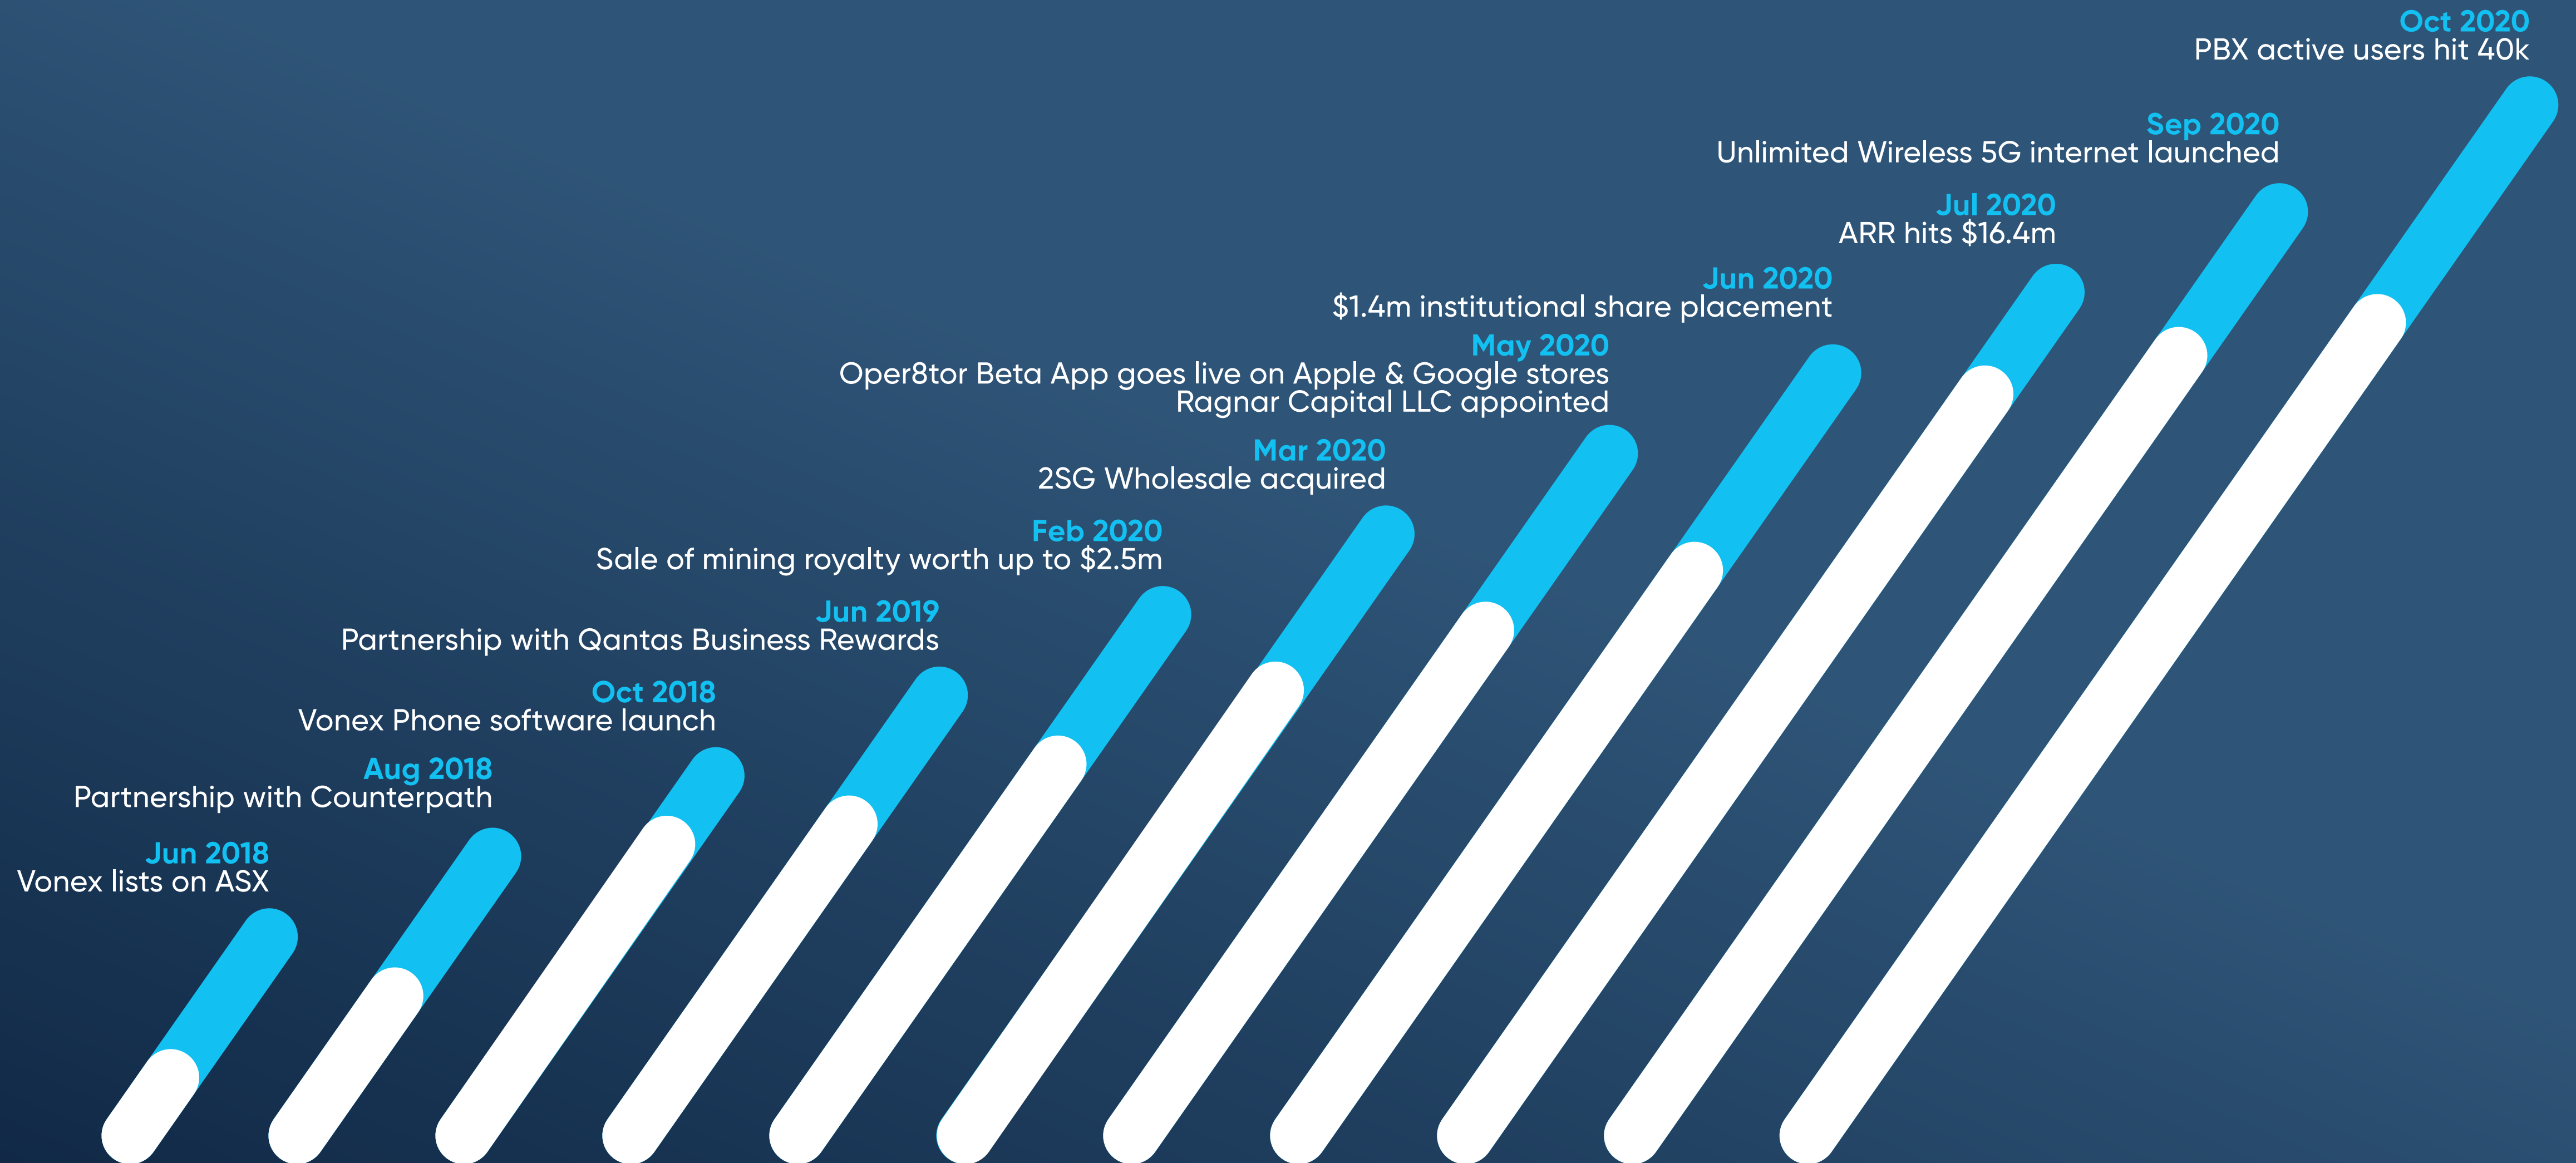 Oct 2020
PBX active users hit 40k
Sep 2020
Unlimited Wireless 5G internet launched
Jul 2020
ARR hits $16.4m
Jun 2020
$1.4m institutional share placement
May 2020
Oper8tor Beta App goes live on Apple & Google stores
Ragnar Capital LLC appointed
Mar 2020
2SG Wholesale acquired
Feb 2020
Sale of mining royalty worth up to $2.5m
Jun 2019
Partnership with Qantas Business Rewards
Oct 2018
Vonex Phone software launch
Aug 2018
Partnership with Counterpath
Jun 2018
Vonex lists on ASX